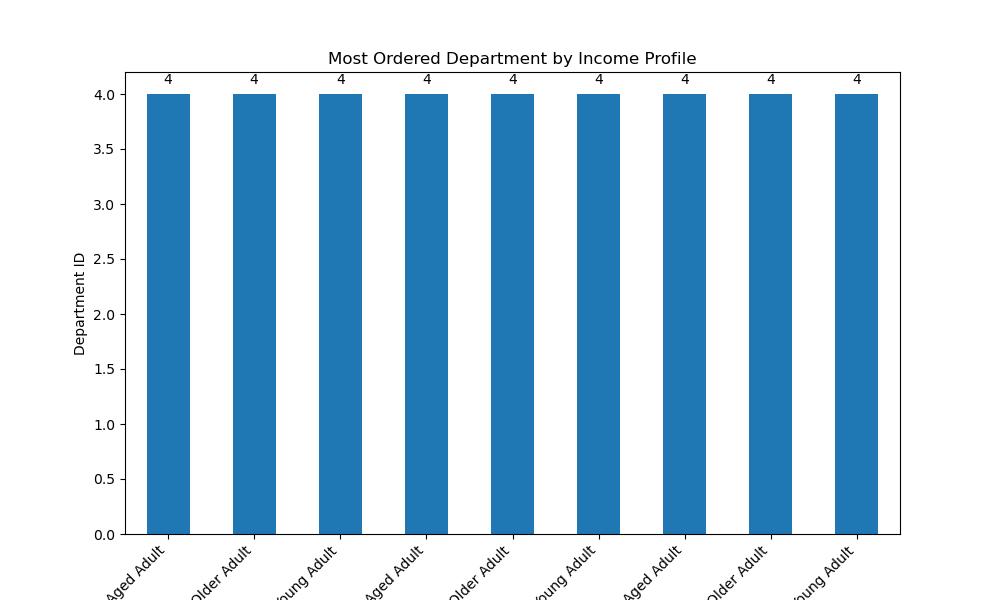 Most Ordered Department by Income Profile
4 4 4 4 4 4 4 4 4
4.0
3.5
3.0
2.5
2.0
1.5
1.0
0.5
0.0
Department ID
Aged Adult
Older Adult
Young Adult
Aged Adult
Older Adult
Young Adult
Aged Adult
Older Adult
Young Adult